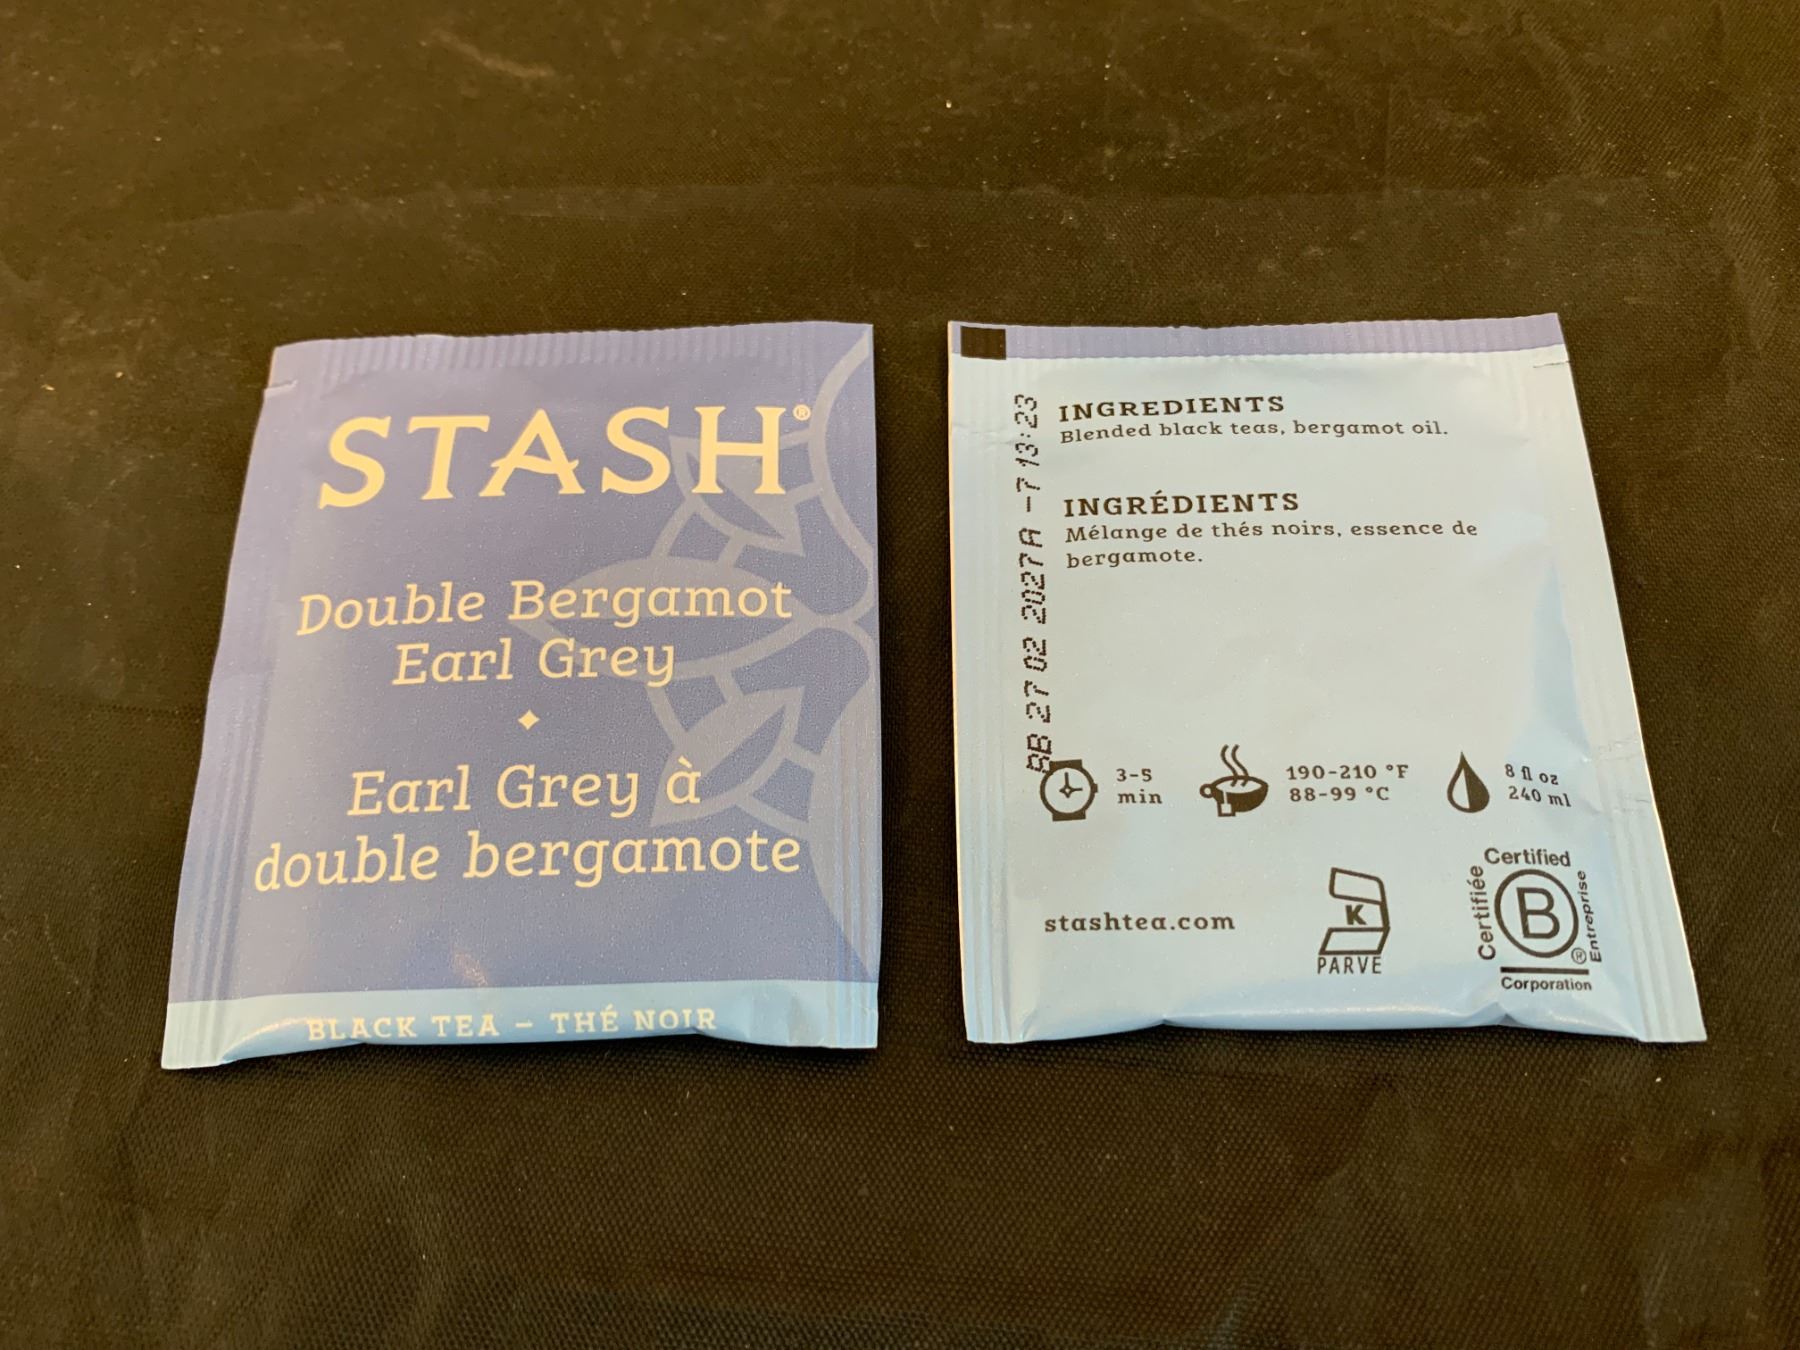 STASH®
Double Bergamot
Earl Grey
Earl Grey à
double bergamote
BLACK TEA – THÉ NOIR
BB 27 02 2027A -7 13:23
INGREDIENTS
Blended black teas, bergamot oil.
INGRÉDIENTS
Mélange de thés noirs, essence de
bergamote.
3-5
min
190-210 °F
88-99 °C
8 fl oz
240 ml
stashtea.com
K
PARVE
Certified
Certifiée
B
®
Entreprise
Corporation